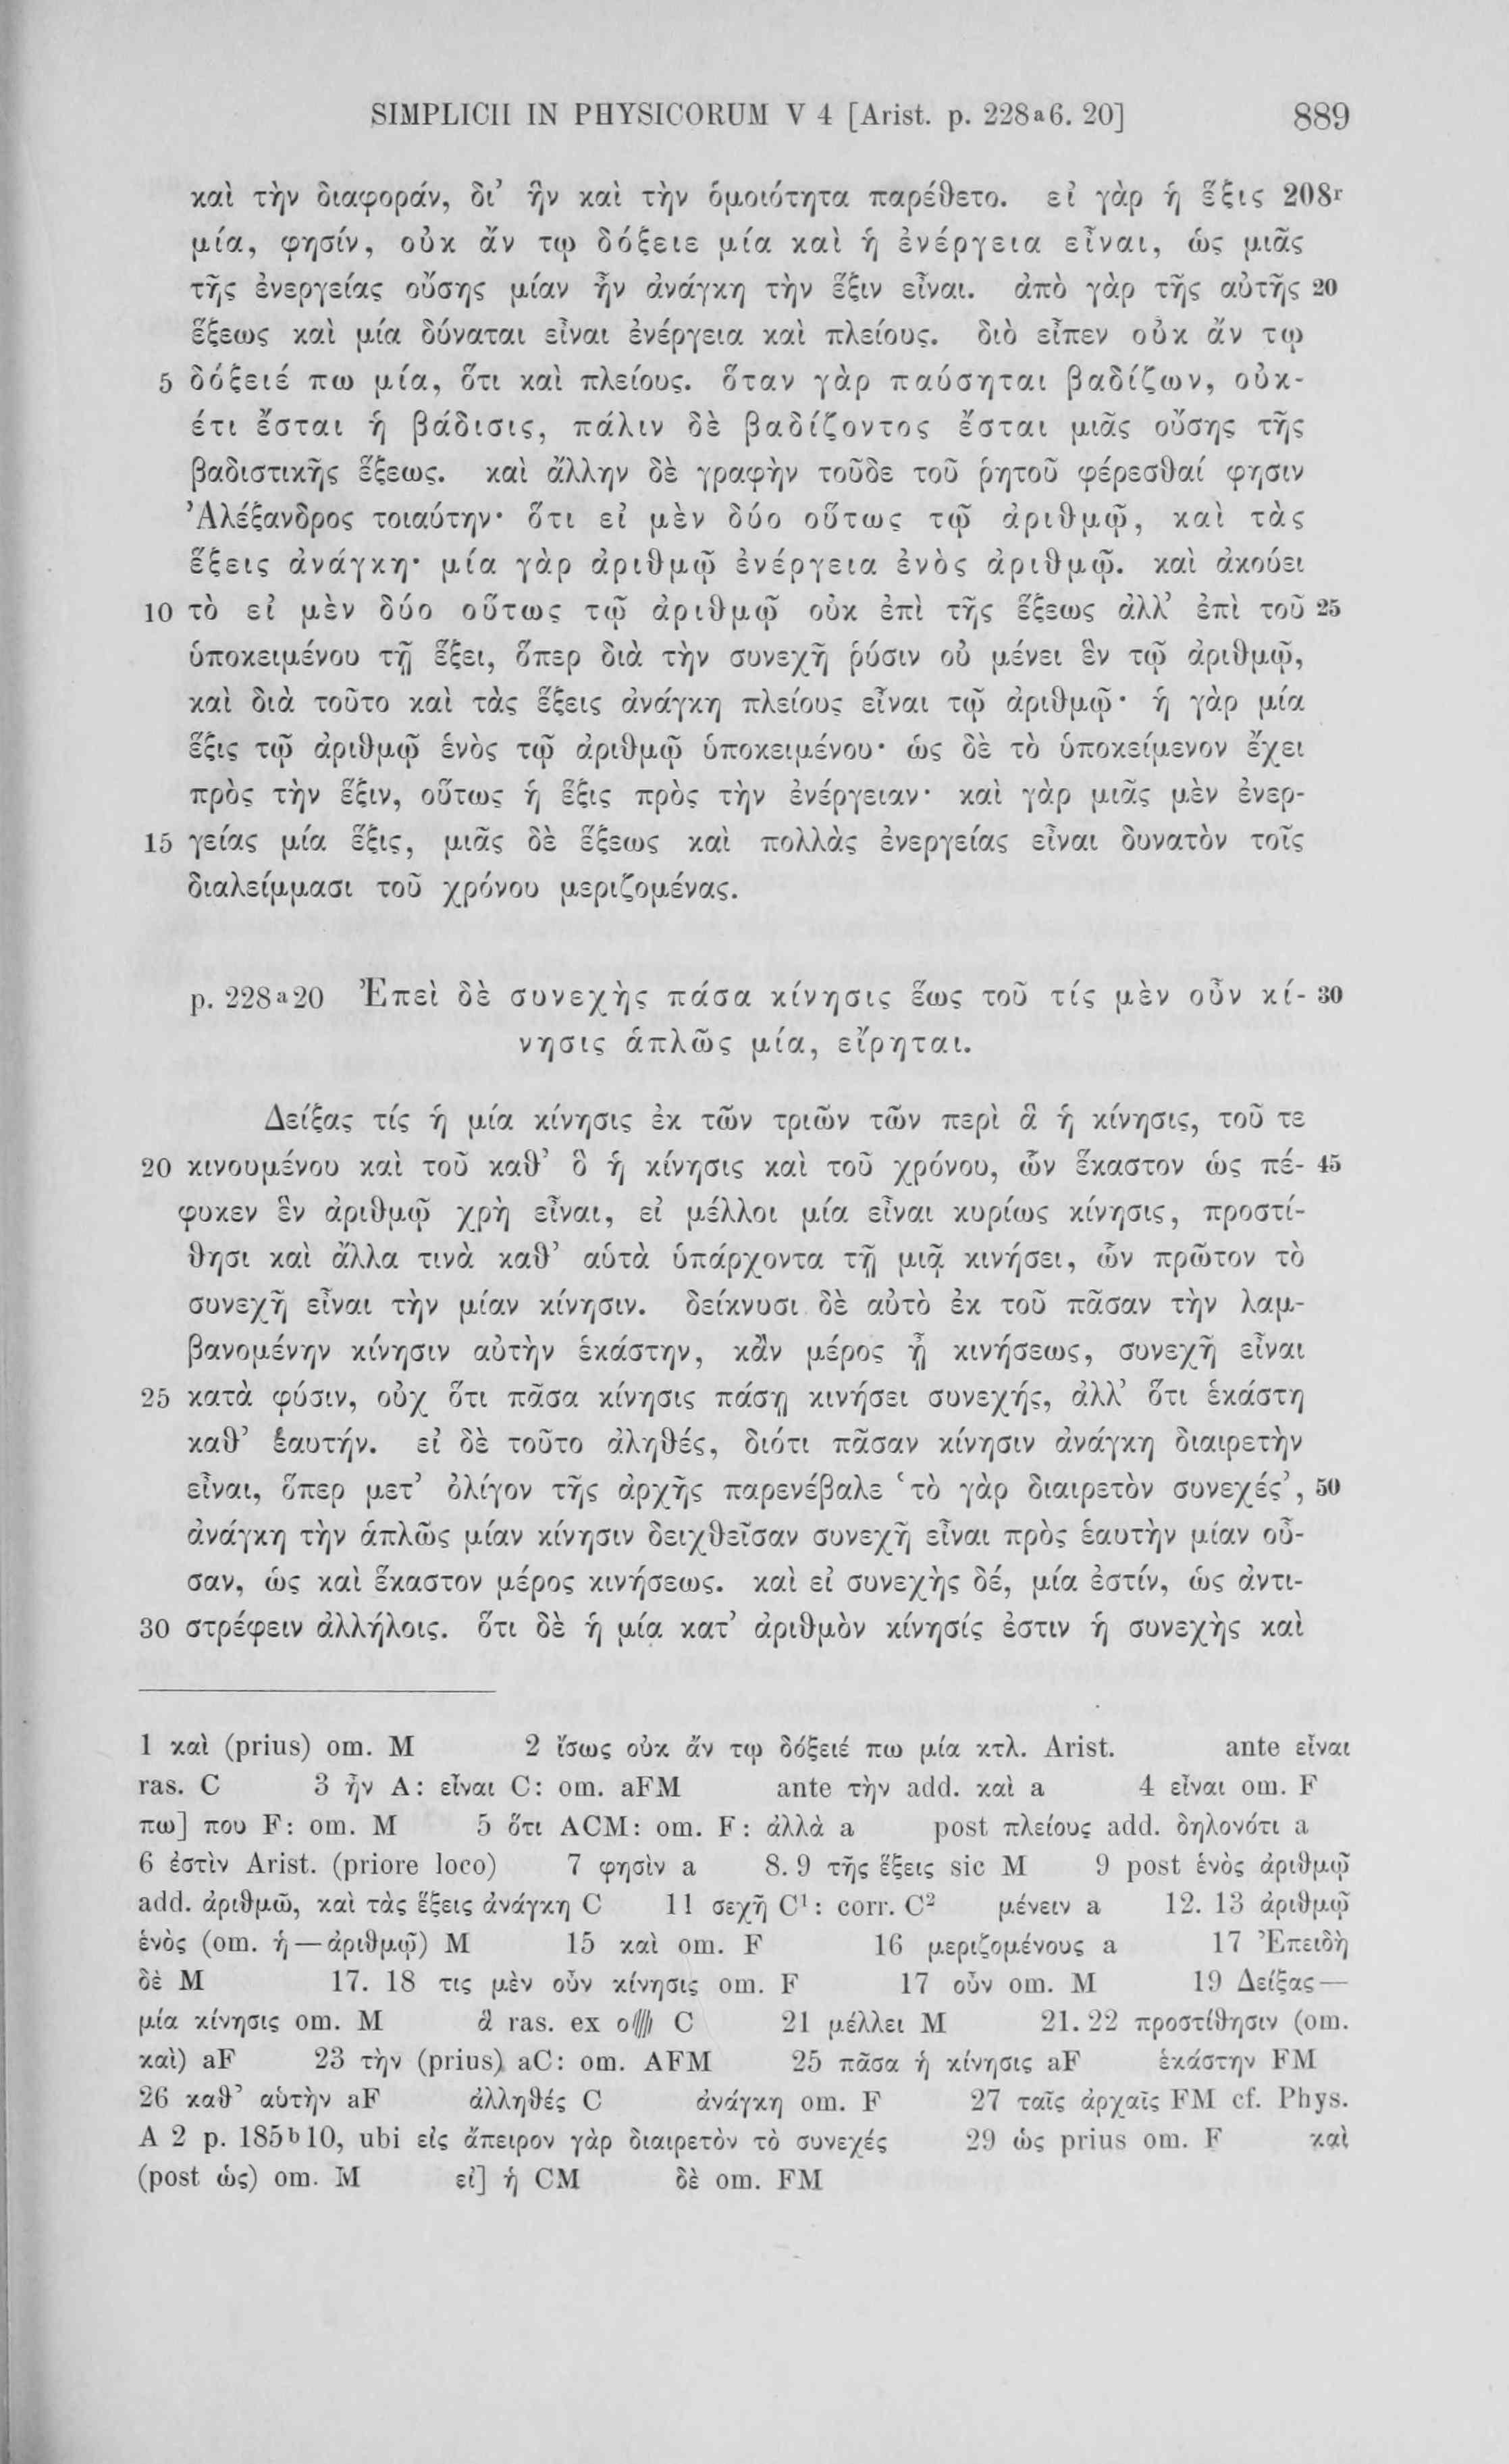 SIMPLICII IN PHYSICORUM V 4 [Arist. p. 228a6. 20] 889
καὶ τὴν διαφοράν, δι’ ἣν καὶ τὴν ὁμοιότητα παρέθετο. εἰ γὰρ ἡ ἕξις 208r
μία, φησίν, οὐκ ἄν τῳ δόξειε μία καὶ ἡ ἐνέργεια εἶναι, ὡς μιᾶς
τῆς ἐνεργείας οὔσης μίαν ἦν ἀνάγκη τὴν ἕξιν εἶναι. ἀπὸ γὰρ τῆς αὐτῆς 20
ἕξεως καὶ μία δύναται εἶναι ἐνέργεια καὶ πλείους. διὸ εἶπεν οὐκ ἄν τῳ
5 δόξειέ πω μία, ὅτι καὶ πλείους. ὅταν γὰρ παύσηται βαδίζων, οὐκ-
έτι ἔσται ἡ βάδισις, πάλιν δὲ βαδίζοντος ἔσται μιᾶς οὔσης τῆς
βαδιστικῆς ἕξεως. καὶ ἄλλην δὲ γραφὴν τοῦδε τοῦ ῥητοῦ φέρεσθαί φησιν
Ἀλέξανδρος τοιαύτην· ὅτι εἰ μὲν δύο οὕτως τῷ ἀριθμῷ, καὶ τὰς
ἕξεις ἀνάγκη· μία γὰρ ἀριθμῷ ἐνέργεια ἑνὸς ἀριθμῷ. καὶ ἀκούει
10 τὸ εἰ μὲν δύο οὕτως τῷ ἀριθμῷ οὐκ ἐπὶ τῆς ἕξεως ἀλλ’ ἐπὶ τοῦ 25
ὑποκειμένου τῇ ἕξει, ὅπερ διὰ τὴν συνεχῆ ῥύσιν οὐ μένει ἓν τῷ ἀριθμῷ,
καὶ διὰ τοῦτο καὶ τὰς ἕξεις ἀνάγκη πλείους εἶναι τῷ ἀριθμῷ· ἡ γὰρ μία
ἕξις τῷ ἀριθμῷ ἑνὸς τῷ ἀριθμῷ ὑποκειμένου· ὡς δὲ τὸ ὑποκείμενον ἔχει
πρὸς τὴν ἕξιν, οὕτως ἡ ἕξις πρὸς τὴν ἐνέργειαν· καὶ γὰρ μιᾶς μὲν ἐνερ-
15 γείας μία ἕξις, μιᾶς δὲ ἕξεως καὶ πολλὰς ἐνεργείας εἶναι δυνατὸν τοῖς
διαλείμμασι τοῦ χρόνου μεριζομένας.
p. 228a20 Ἐπεὶ δὲ συνεχὴς πάσα κίνησις ἕως τοῦ τίς μὲν οὖν κί- 30
νησις ἁπλῶς μία, εἴρηται.
Δείξας τίς ἡ μία κίνησις ἐκ τῶν τριῶν τῶν περὶ ἃ ἡ κίνησις, τοῦ τε
20 κινουμένου καὶ τοῦ καθ’ ὃ ἡ κίνησις καὶ τοῦ χρόνου, ὧν ἕκαστον ὡς πέ- 45
φυκεν ἓν ἀριθμῷ χρὴ εἶναι, εἰ μέλλοι μία εἶναι κυρίως κίνησις, προστί-
θησι καὶ ἄλλα τινὰ καθ’ αὑτὰ ὑπάρχοντα τῇ μιᾷ κινήσει, ὧν πρῶτον τὸ
συνεχῆ εἶναι τὴν μίαν κίνησιν. δείκνυσι δὲ αὐτὸ ἐκ τοῦ πᾶσαν τὴν λαμ-
βανομένην κίνησιν αὐτὴν ἑκάστην, κἂν μέρος ᾖ κινήσεως, συνεχῆ εἶναι
25 κατὰ φύσιν, οὐχ ὅτι πᾶσα κίνησις πάσῃ κινήσει συνεχής, ἀλλ’ ὅτι ἑκάστη
καθ’ ἑαυτήν. εἰ δὲ τοῦτο ἀληθές, διότι πᾶσαν κίνησιν ἀνάγκη διαιρετὴν
εἶναι, ὅπερ μετ’ ὀλίγον τῆς ἀρχῆς παρενέβαλε ‘τὸ γὰρ διαιρετὸν συνεχές’, 50
ἀνάγκη τὴν ἁπλῶς μίαν κίνησιν δειχθεῖσαν συνεχῆ εἶναι πρὸς ἑαυτὴν μίαν οὖ-
σαν, ὡς καὶ ἕκαστον μέρος κινήσεως. καὶ εἰ συνεχὴς δέ, μία ἐστίν, ὡς ἀντι-
30 στρέφειν ἀλλήλοις. ὅτι δὲ ἡ μία κατ’ ἀριθμὸν κίνησίς ἐστιν ἡ συνεχὴς καὶ
1 καὶ (prius) om. M 2 ἴσως οὐκ ἄν τῳ δόξειέ πω μία κτλ. Arist. ante εἶναι
ras. C 3 ἦν A: εἶναι C: om. aFM ante τὴν add. καὶ a 4 εἶναι om. F
πω] που F: om. M 5 ὅτι ACM: om. F: ἀλλὰ a post πλείους add. δηλονότι a
6 ἐστὶν Arist. (priore loco) 7 φησὶν a 8. 9 τῆς ἕξεις sic M 9 post ἑνὸς ἀριθμῷ
add. ἀριθμῶ, καὶ τὰς ἕξεις ἀνάγκη C 11 σεχῆ C1: corr. C2 μένειν a 12. 13 ἀριθμῷ
ἑνὸς (om. ἡ—ἀριθμῷ) M 15 καὶ om. F 16 μεριζομένους a 17 Ἐπειδὴ
δὲ M 17. 18 τις μὲν οὖν κίνησις om. F 17 οὖν om. M 19 Δείξας—
μία κίνησις om. M ἃ ras. ex ο//// C 21 μέλλει M 21. 22 προστίθησιν (om.
καὶ) aF 23 τὴν (prius) aC: om. AFM 25 πᾶσα ἡ κίνησις aF ἑκάστην FM
26 καθ’ αὑτὴν aF ἀλληθές C ἀνάγκη om. F 27 ταῖς ἀρχαῖς FM cf. Phys.
A 2 p. 185b10, ubi εἰς ἄπειρον γὰρ διαιρετὸν τὸ συνεχές 29 ὡς prius om. F καὶ
(post ὡς) om. M εἰ] ἡ CM δὲ om. FM